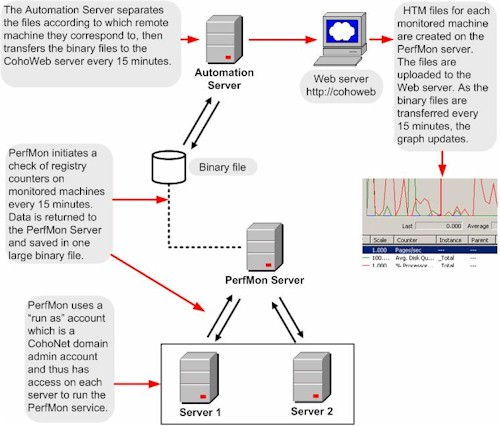 The Automation Server separates
the files according to which remote
machine they correspond to, then
transfers the binary files to the
CohoWeb server every 15 minutes.
Automation
Server
Web server
http://cohoweb
HTM files for each
monitored machine
are created on the
PerfMon server.
The files are
uploaded to the
Web server. As the
binary files are
transferred every
15 minutes, the
graph updates.
Binary file
PerfMon initiates a
check of registry
counters on
monitored machines
every 15 minutes.
Data is returned to
the PerfMon Server
and saved in one
large binary file.
Last 0.000 Average
Scale Counter Instance Parent
1.000 Pages/sec --- ---
100.... Avg. Disk Qu... _Total ---
1.000 % Processor... _Total ---
PerfMon Server
PerfMon uses a
“run as” account
which is a
CohoNet domain
admin account
and thus has
access on each
server to run the
PerfMon service.
Server 1
Server 2